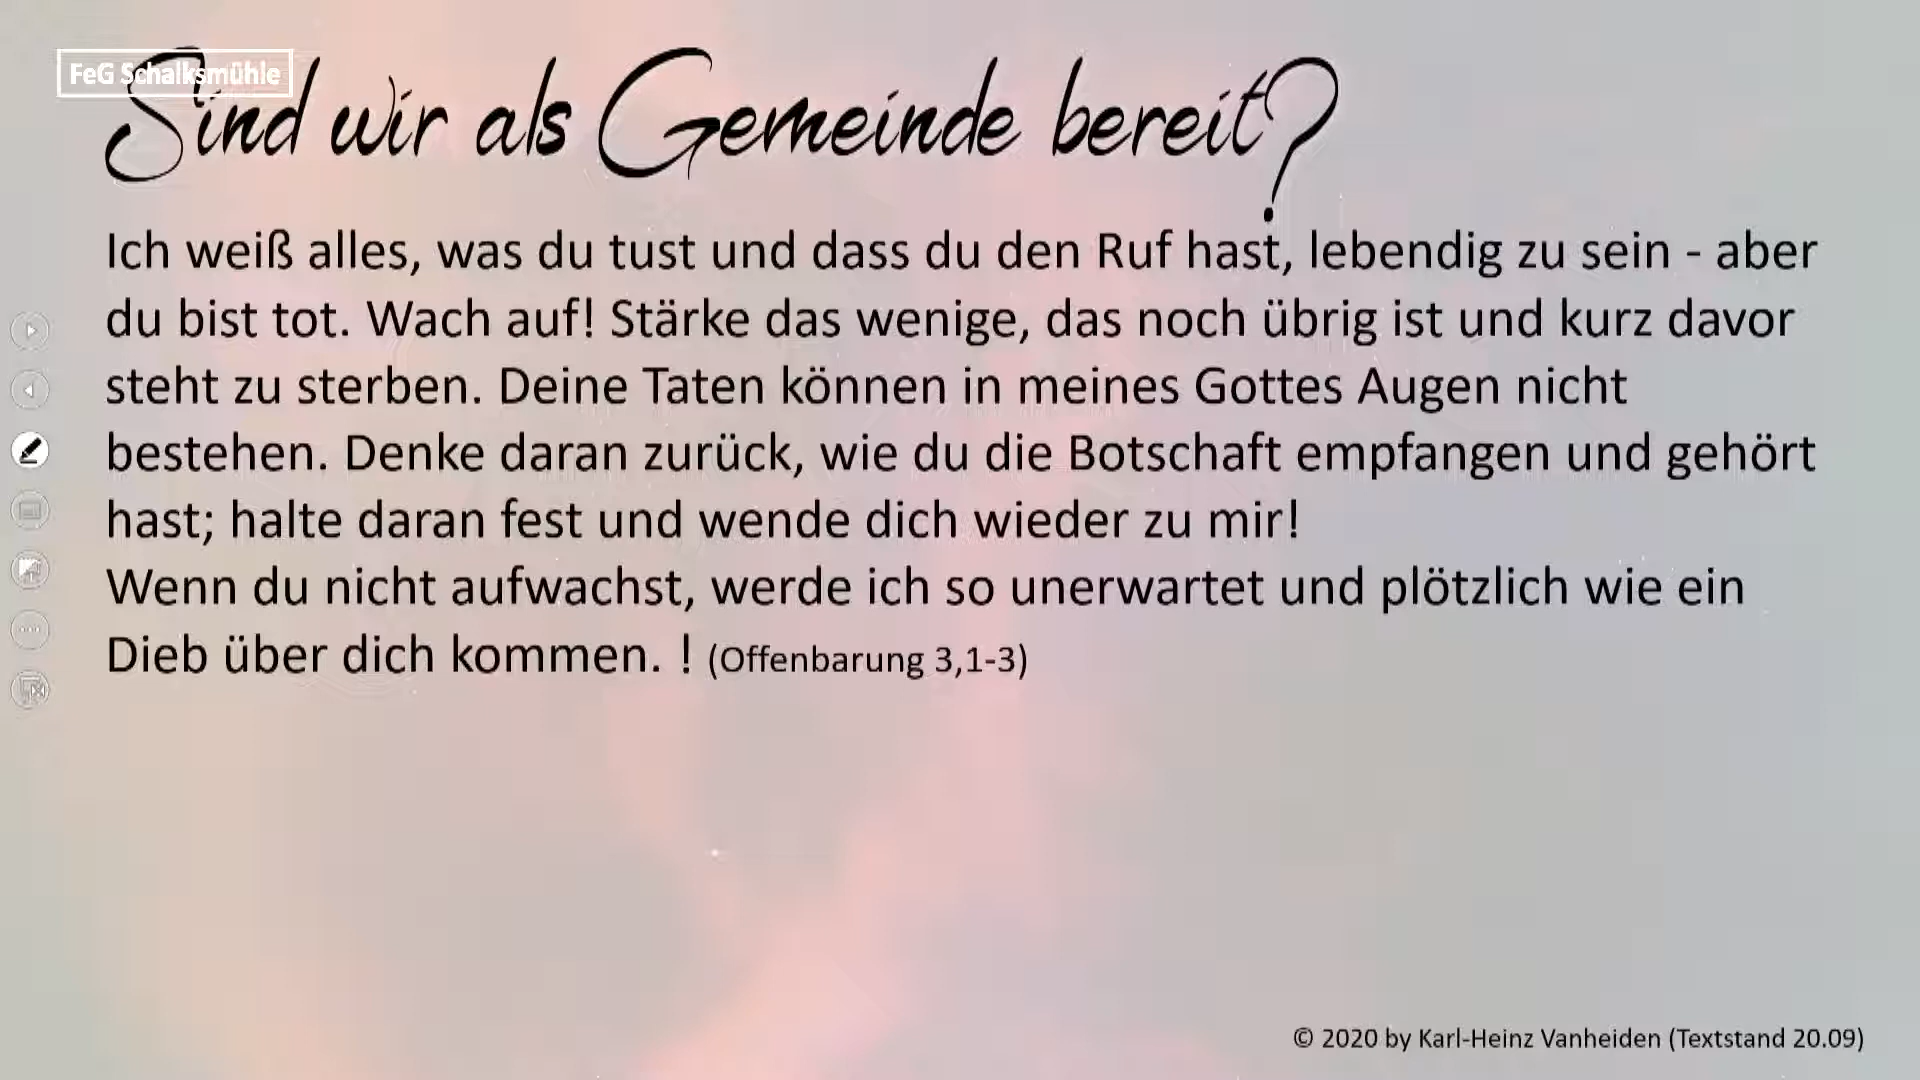 FeG Schalksmühle
Sind wir als Gemeinde bereit?
Ich weiß alles, was du tust und dass du den Ruf hast, lebendig zu sein - aber
du bist tot. Wach auf! Stärke das wenige, das noch übrig ist und kurz davor
steht zu sterben. Deine Taten können in meines Gottes Augen nicht
bestehen. Denke daran zurück, wie du die Botschaft empfangen und gehört
hast; halte daran fest und wende dich wieder zu mir!
Wenn du nicht aufwachst, werde ich so unerwartet und plötzlich wie ein
Dieb über dich kommen. ! (Offenbarung 3,1-3)
© 2020 by Karl-Heinz Vanheiden (Textstand 20.09)